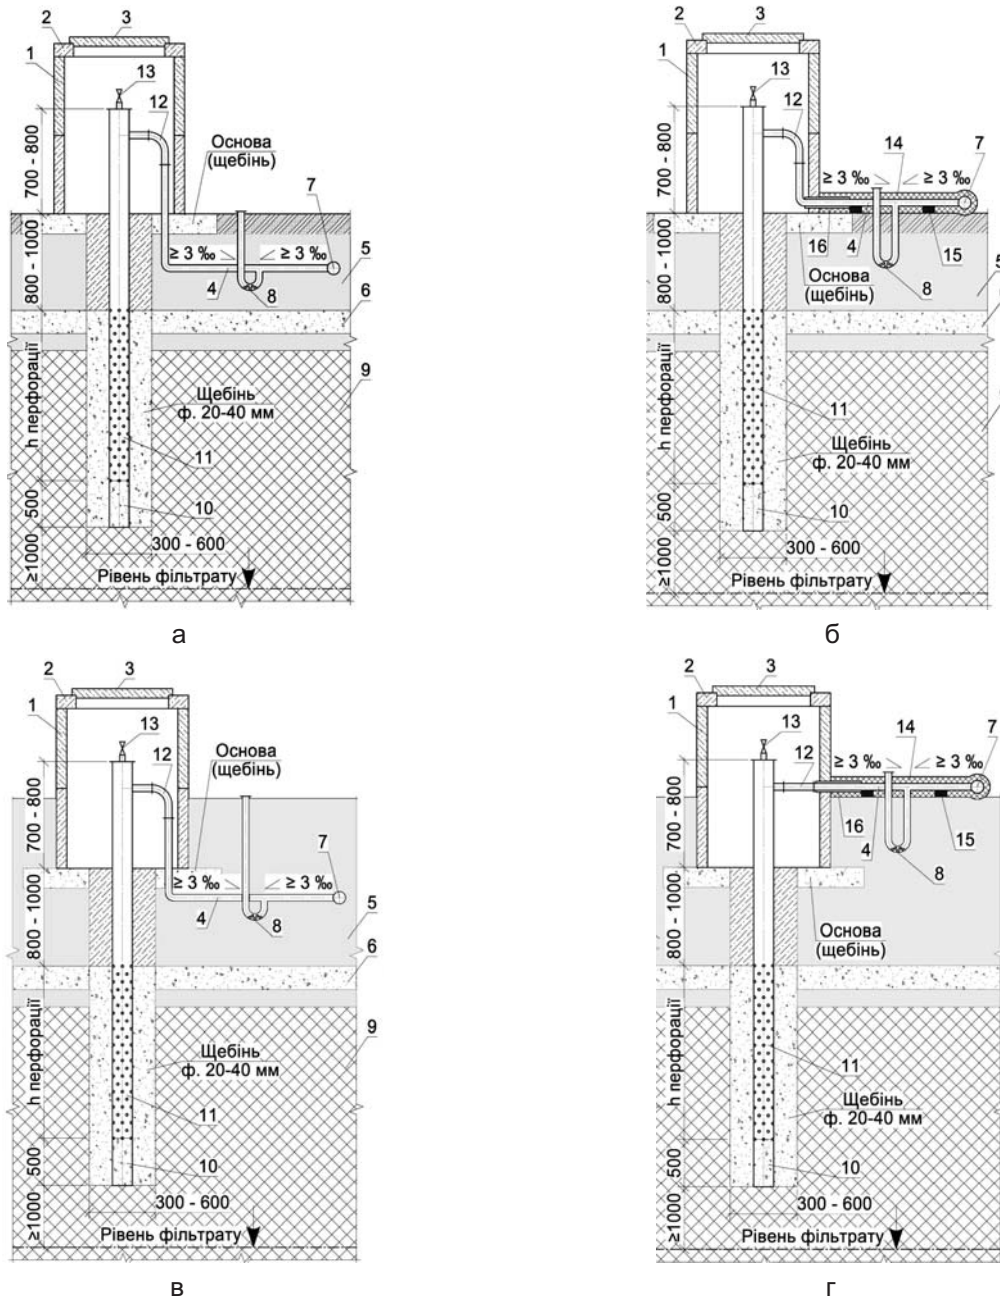 2
3
1
13
12
Основа
(щебінь)
7
700 - 800
≥ 3 ‰
≥ 3 ‰
4
8
5
800 - 1000
6
9
h перфорації
Щебінь
ф. 20-40 мм
11
500
10
300 - 600
≥1000
Рівень фільтрату
а
2
3
1
13
12
14
7
700 - 800
≥ 3 ‰
≥ 3 ‰
16
4
15
Основа
(щебінь)
8
5
800 - 1000
h перфорації
11
Щебінь
ф. 20-40 мм
500
10
300 - 600
≥1000
Рівень фільтрату
б
2
3
1
13
12
Основа
(щебінь)
700 - 800
7
≥ 3 ‰
≥ 3 ‰
4
8
5
800 - 1000
6
9
h перфорації
Щебінь
ф. 20-40 мм
11
500
10
300 - 600
≥1000
Рівень фільтрату
в
2
3
1
13
12
14
7
≥ 3 ‰
≥ 3 ‰
700 - 800
16
4
15
8
Основа
(щебінь)
800 - 1000
h перфорації
11
Щебінь
ф. 20-40 мм
500
10
300 - 600
≥1000
Рівень фільтрату
г